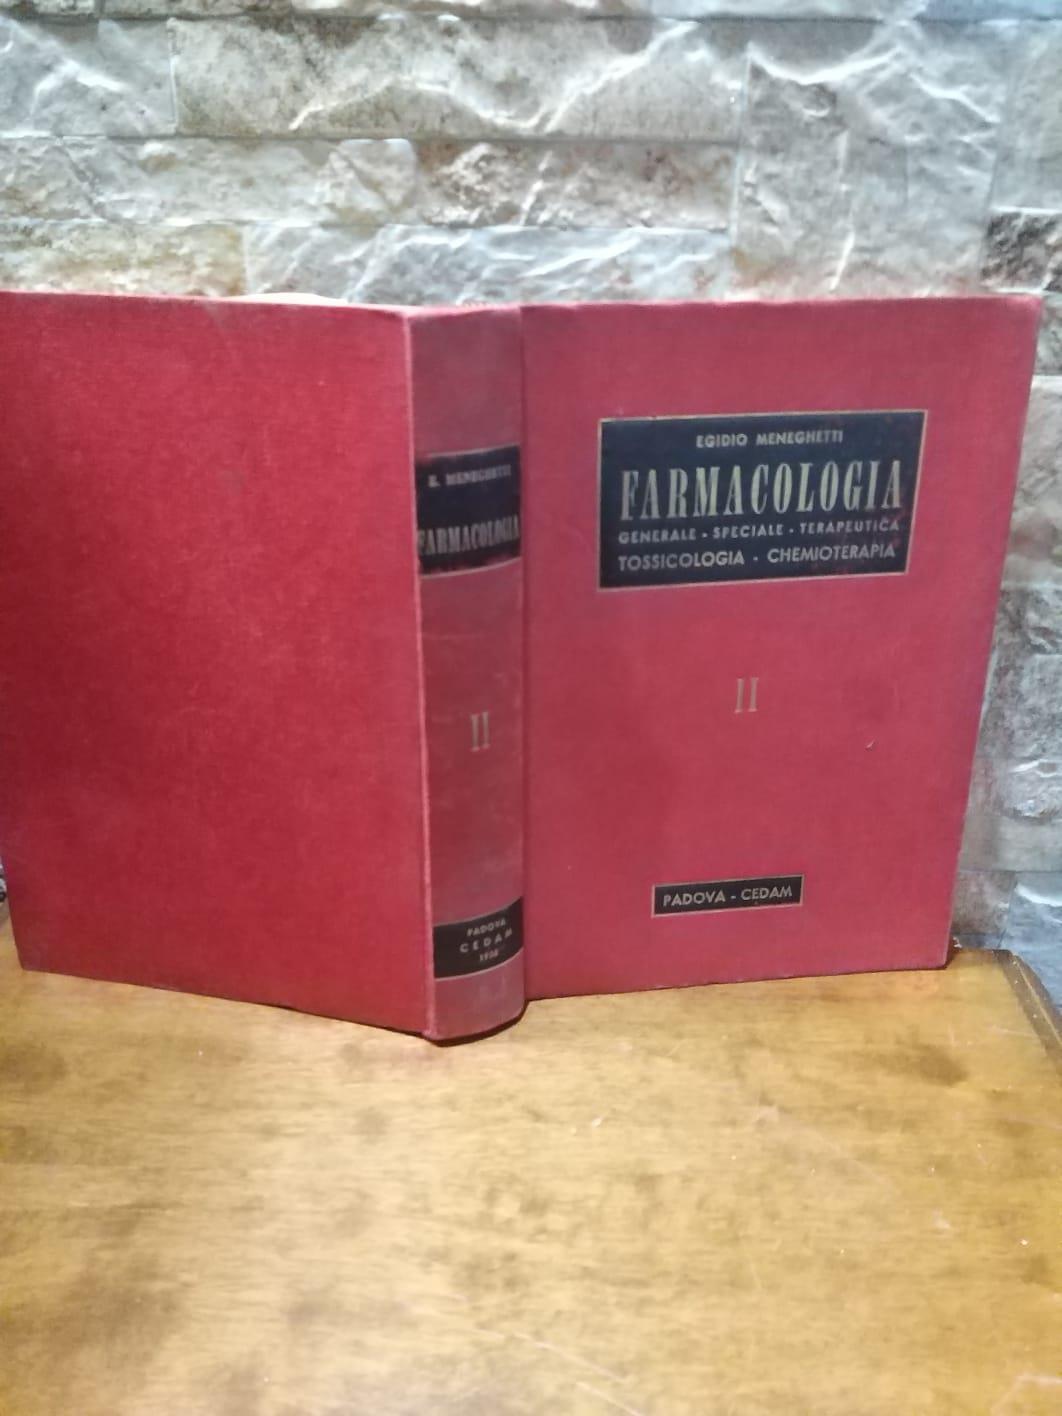 E. MENEGHETTI
FARMACOLOGIA
II
PADOVA
CEDAM
EGIDIO MENEGHETTI
FARMACOLOGIA
GENERALE - SPECIALE - TERAPEUTICA
TOSSICOLOGIA - CHEMIOTERAPIA
II
PADOVA - CEDAM